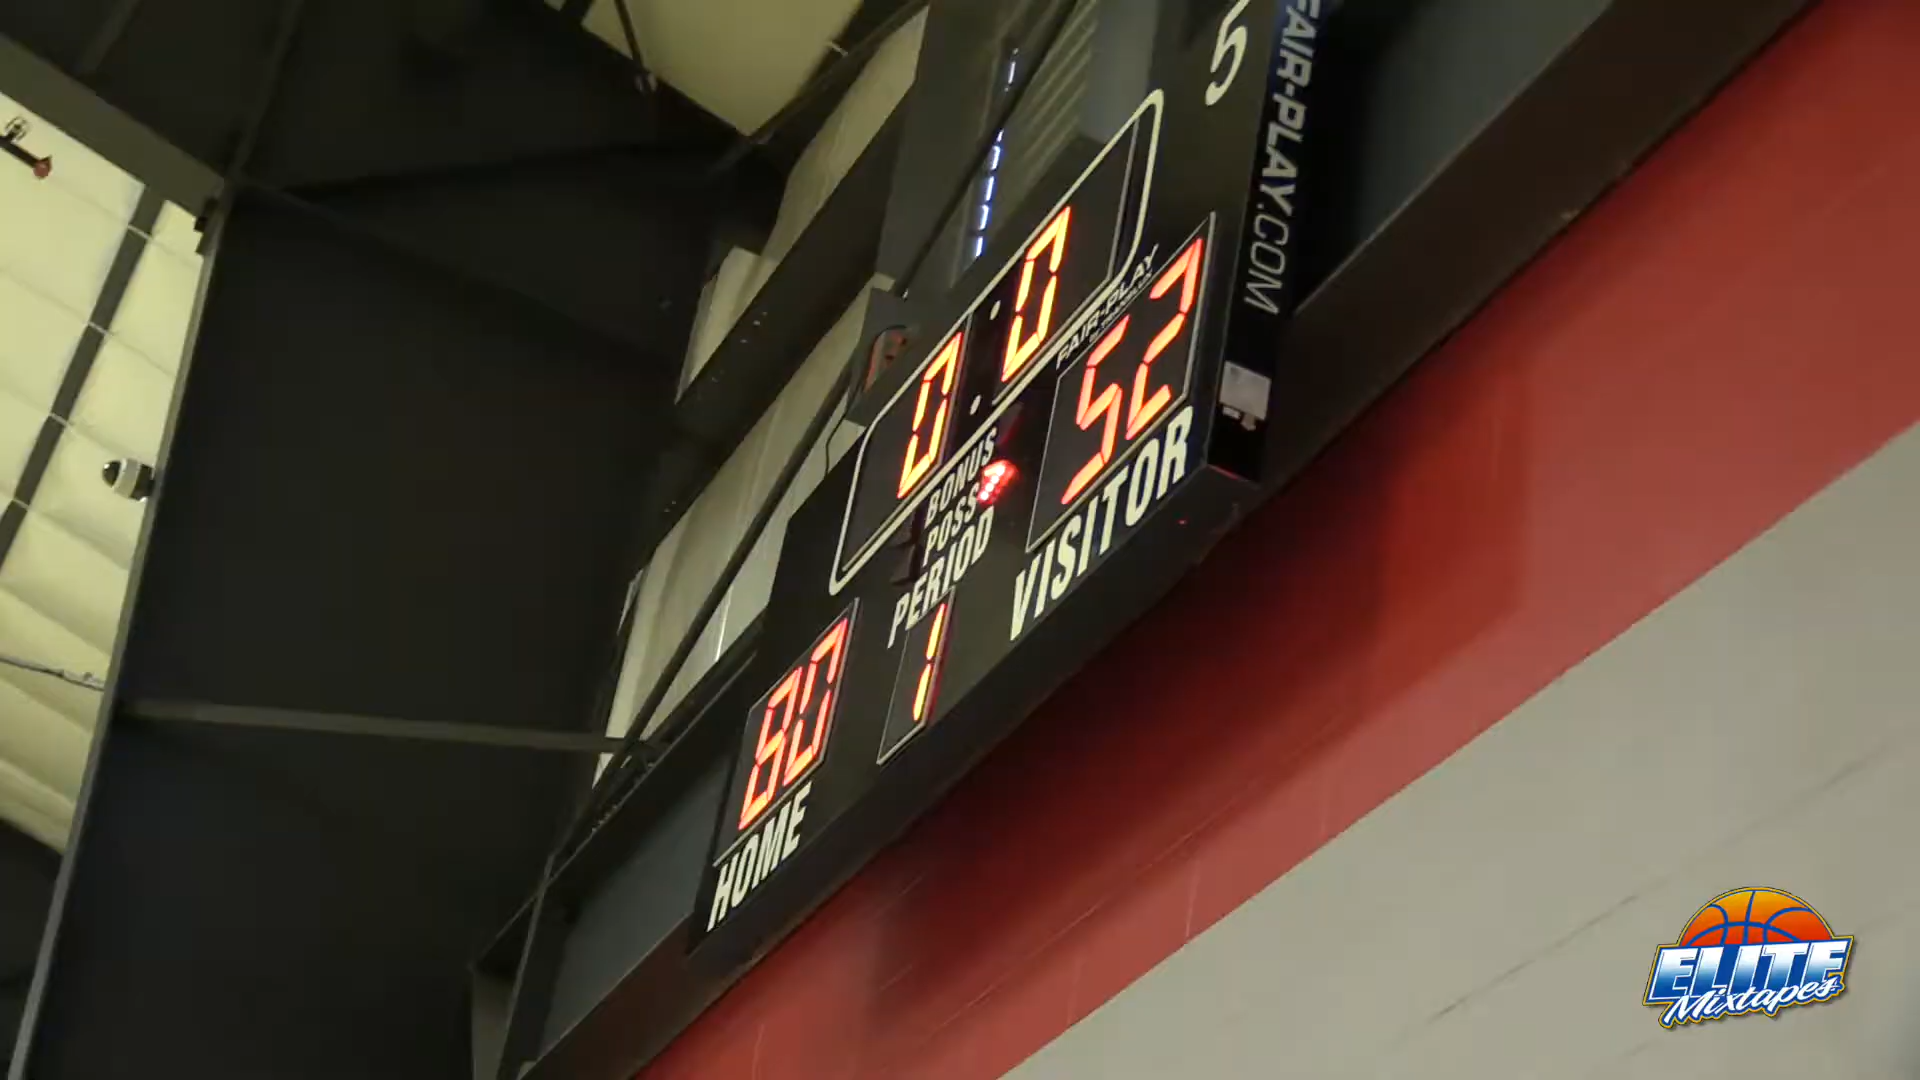 5
FAIR-PLAY.COM
0:0
FAIR-PLAY
BONUS
POSS
PERIOD
1
80
HOME
52
VISITOR
ELITE
Mixtapes